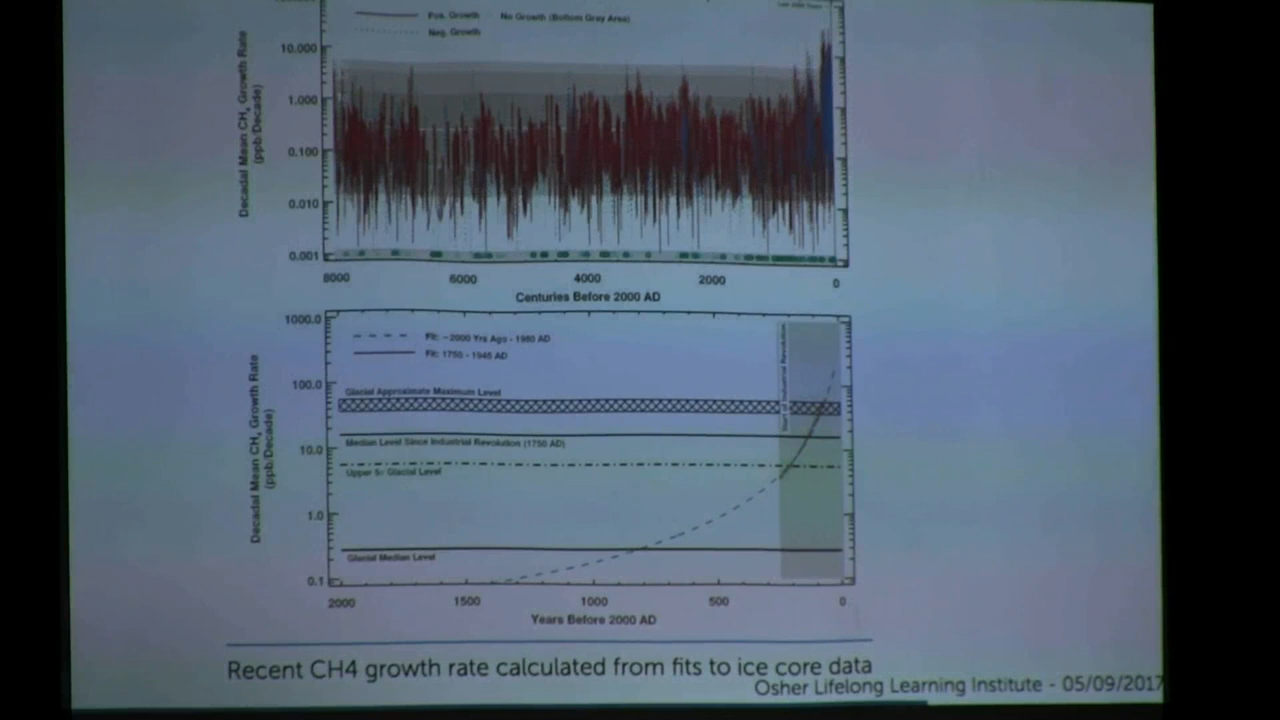 Pos. Growth No Growth (Bottom Gray Area)
Neg. Growth
Decadal Mean CH4 Growth Rate
(ppb/Decade)
10.000
1.000
0.100
0.010
0.001
8000 6000 4000 2000 0
Centuries Before 2000 AD
1000.0
100.0
10.0
1.0
0.1
Decadal Mean CH4 Growth Rate
(ppb/Decade)
Fit: ~2000 Yrs Ago - 1980 AD
Fit: 1750 - 1945 AD
Start of Industrial Revolution
Glacial Approximate Maximum Level
Median Level Since Industrial Revolution (1750 AD)
Glacial Level
Glacial Median Level
2000 1500 1000 500 0
Years Before 2000 AD
Recent CH4 growth rate calculated from fits to ice core data
Osher Lifelong Learning Institute - 05/09/2017